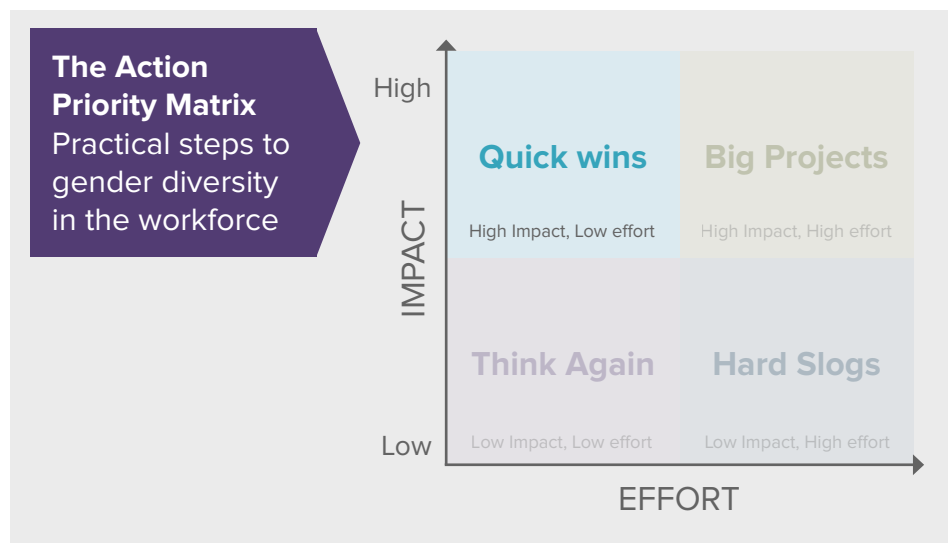 The Action
Priority Matrix
Practical steps to
gender diversity
in the workforce
High
Quick wins
Big Projects
High Impact, Low effort
High Impact, High effort
IMPACT
Think Again
Hard Slogs
Low Impact, Low effort
Low Impact, High effort
Low
EFFORT